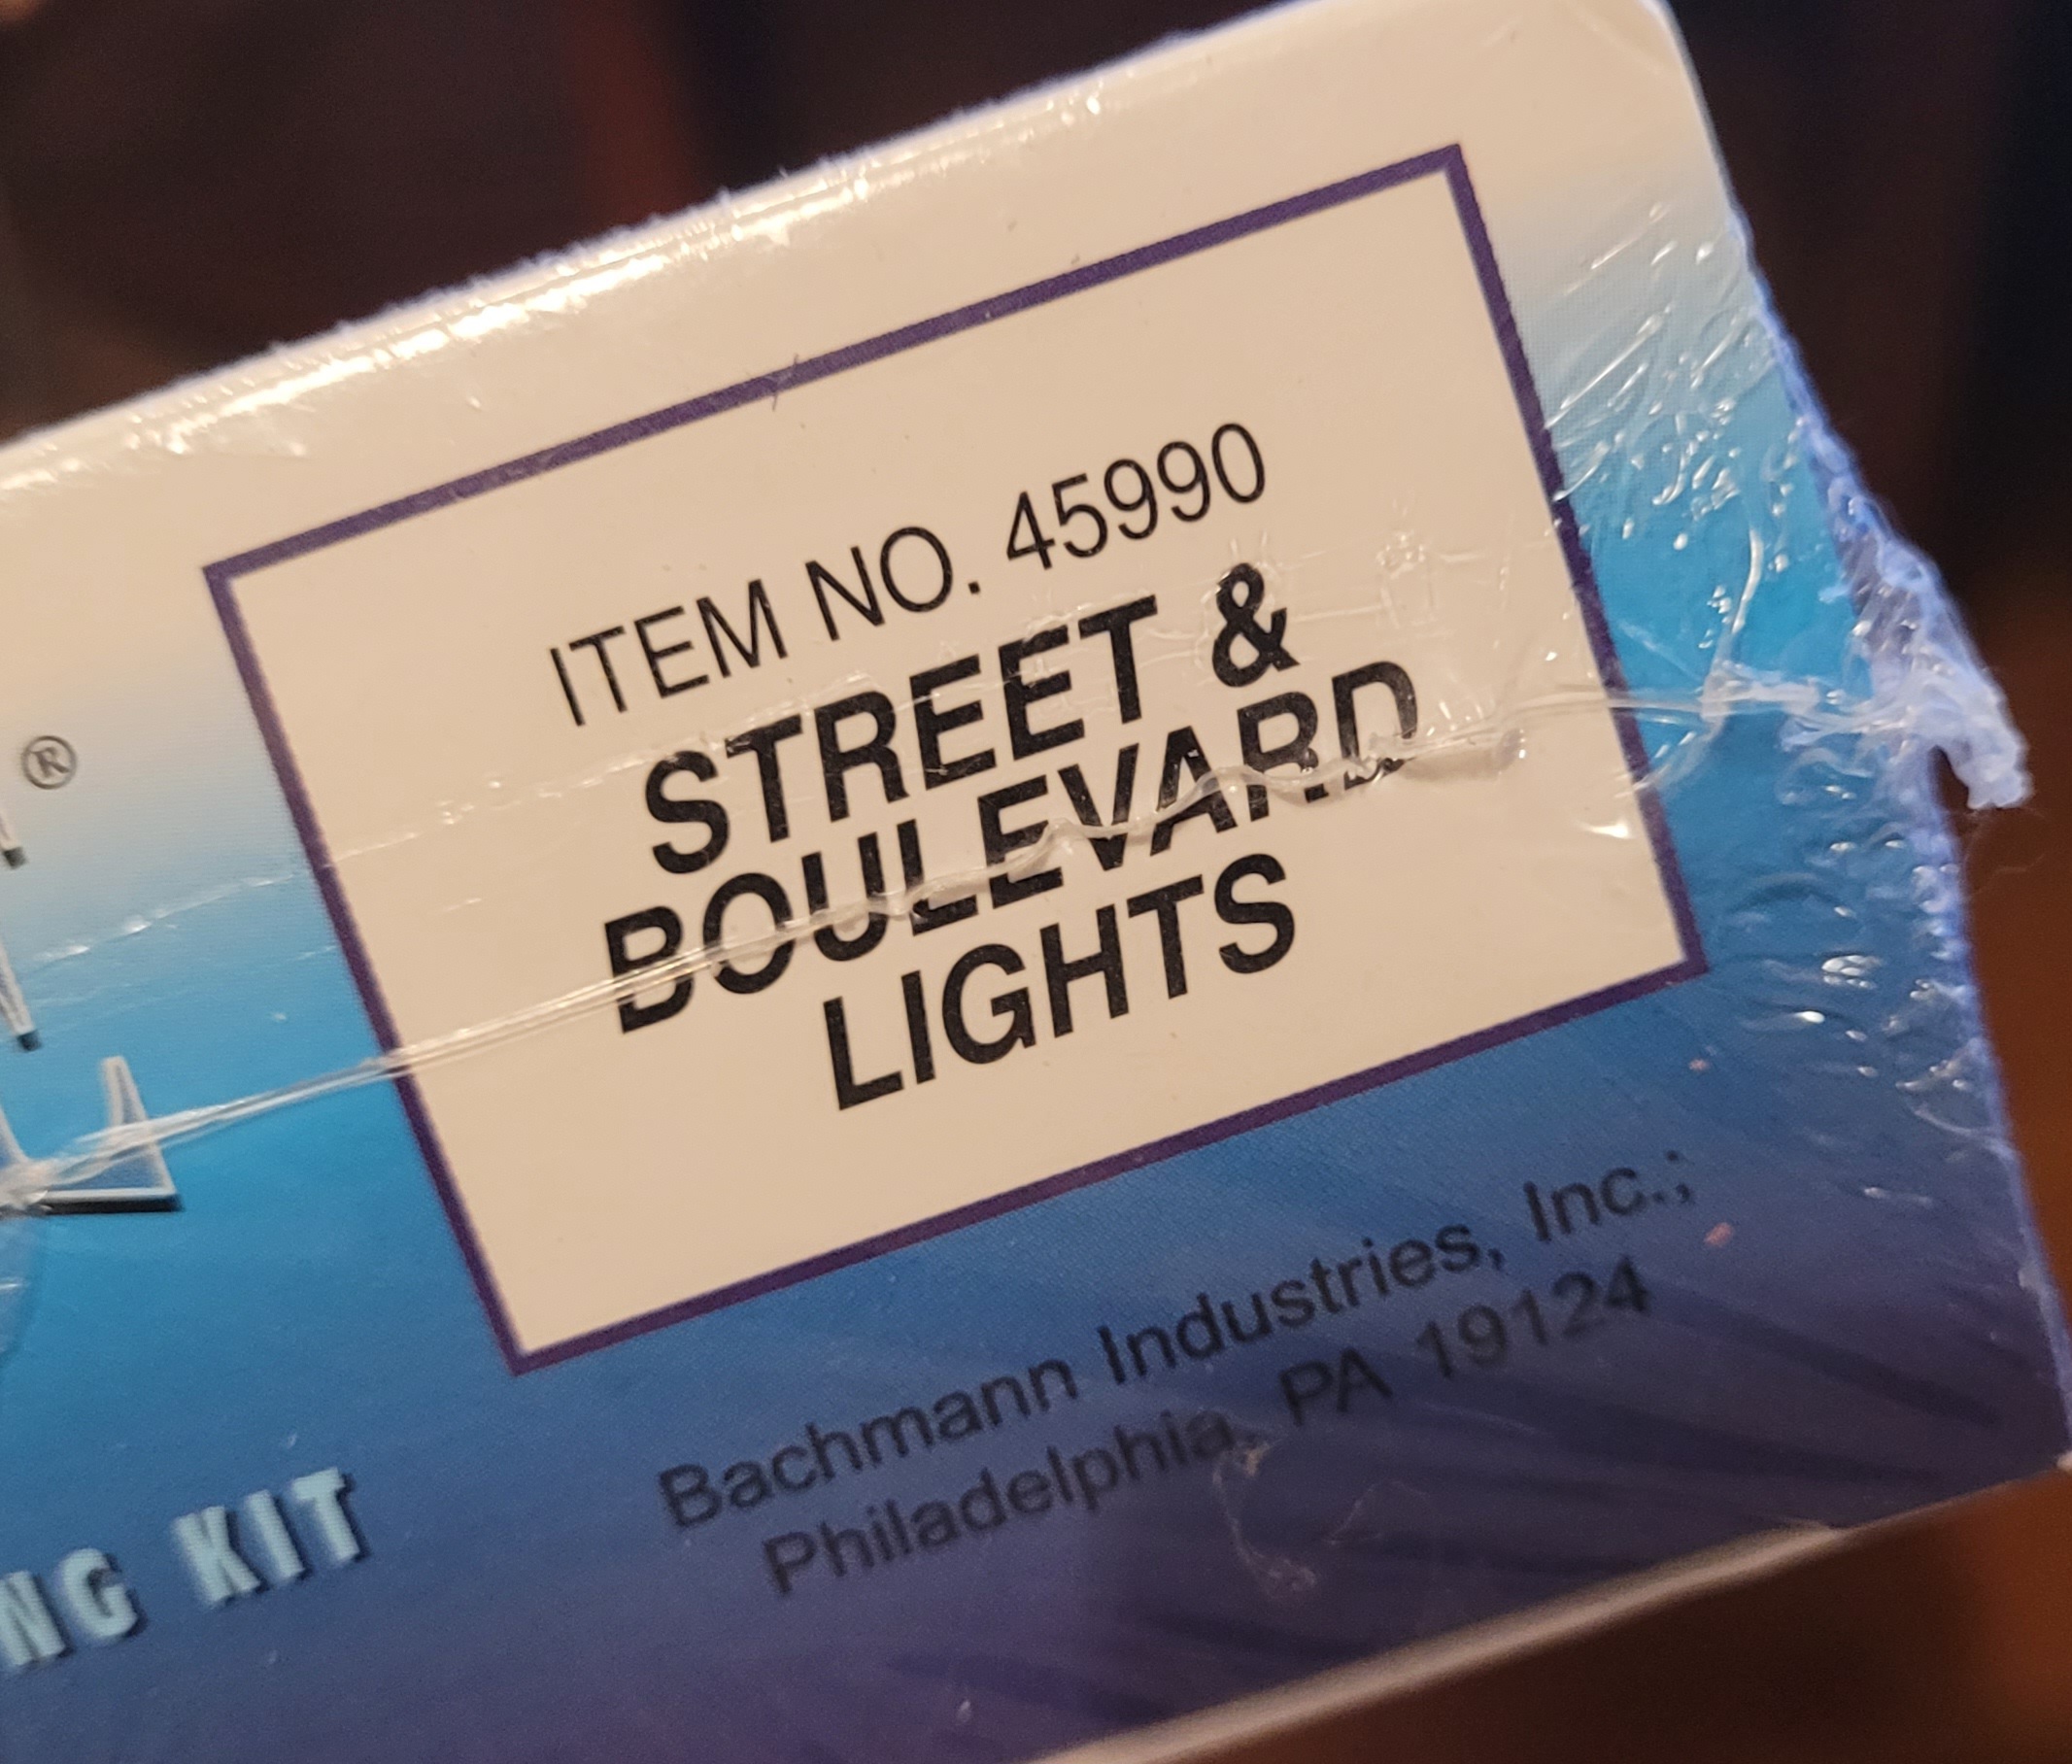 ®
ITEM NO. 45990
STREET &
BOULEVARD
LIGHTS
Bachmann Industries, Inc.;
Philadelphia, PA 19124
KIT